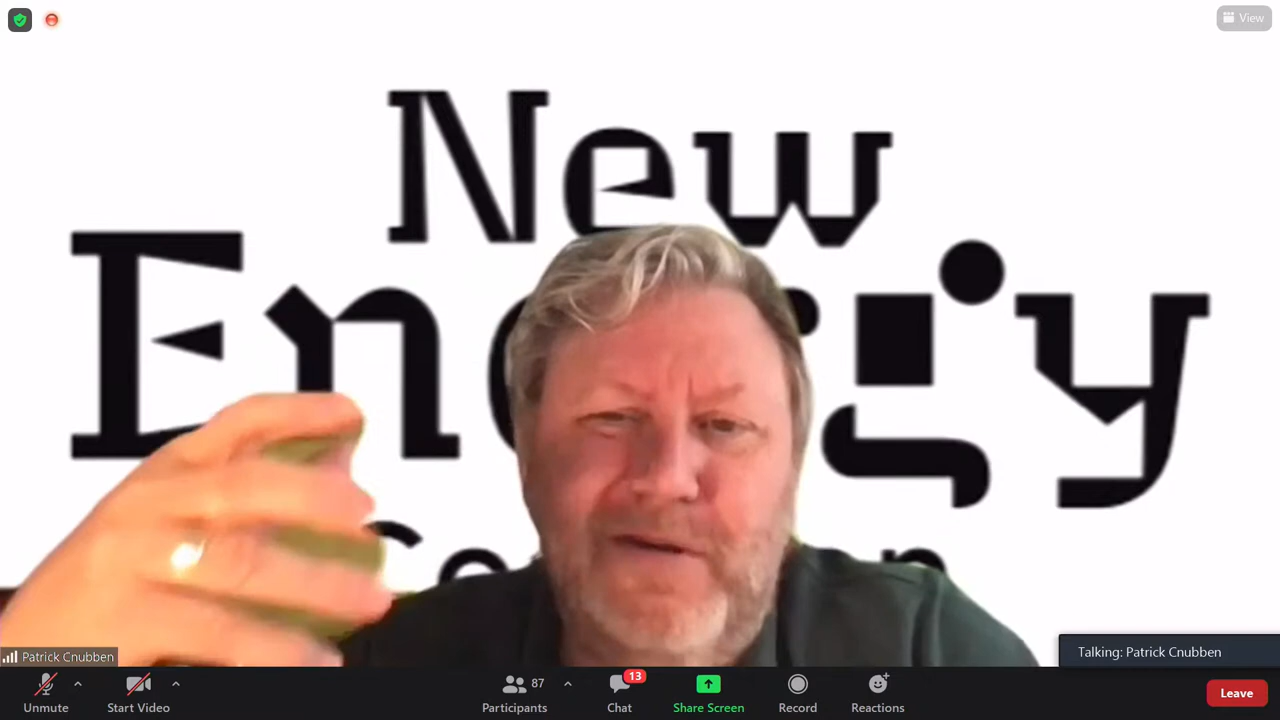 View
New
Patrick Cnubben
Talking: Patrick Cnubben
Unmute
Start Video
87
Participants
13
Chat
Share Screen
Record
Reactions
Leave